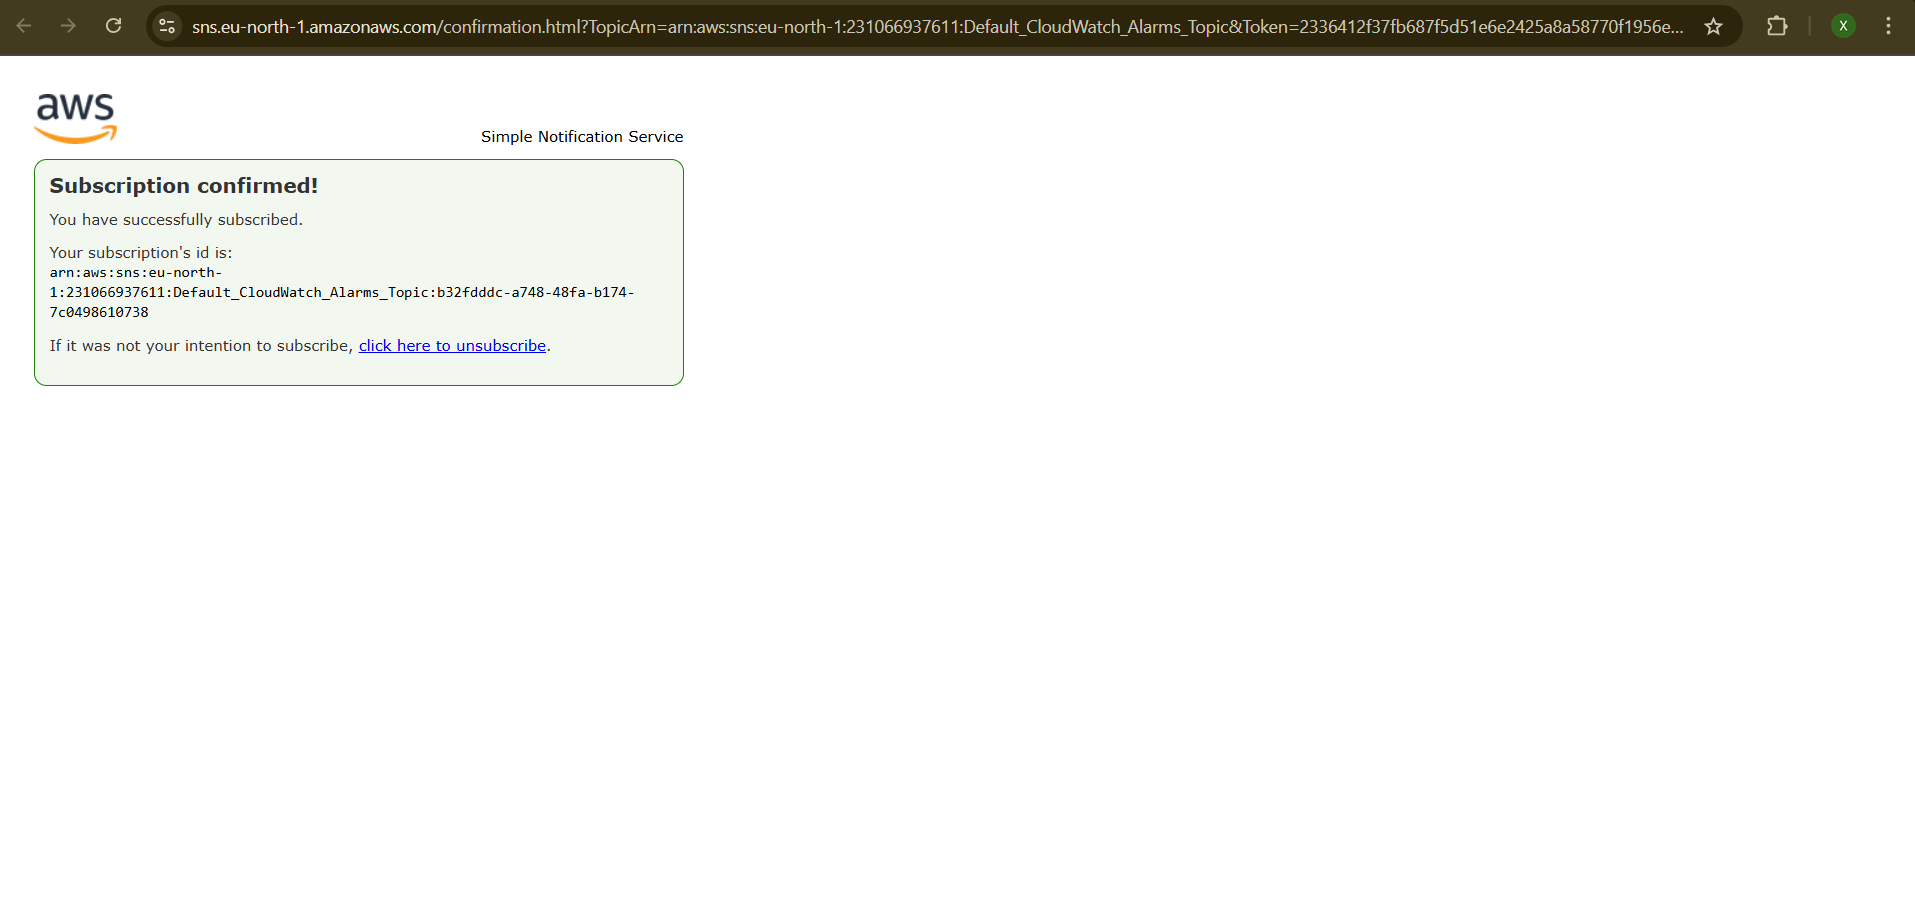 sns.eu-north-1.amazonaws.com/confirmation.html?TopicArn=arn:aws:sns:eu-north-1:231066937611:Default_CloudWatch_Alarms_Topic&Token=2336412f37fb687f5d51e6e2425a8a58770f1956e...
X
aws
Simple Notification Service
Subscription confirmed!
You have successfully subscribed.
Your subscription's id is:
arn:aws:sns:eu-north-
1:231066937611:Default_CloudWatch_Alarms_Topic:b32fdddc-a748-48fa-b174-
7c0498610738
If it was not your intention to subscribe, click here to unsubscribe.